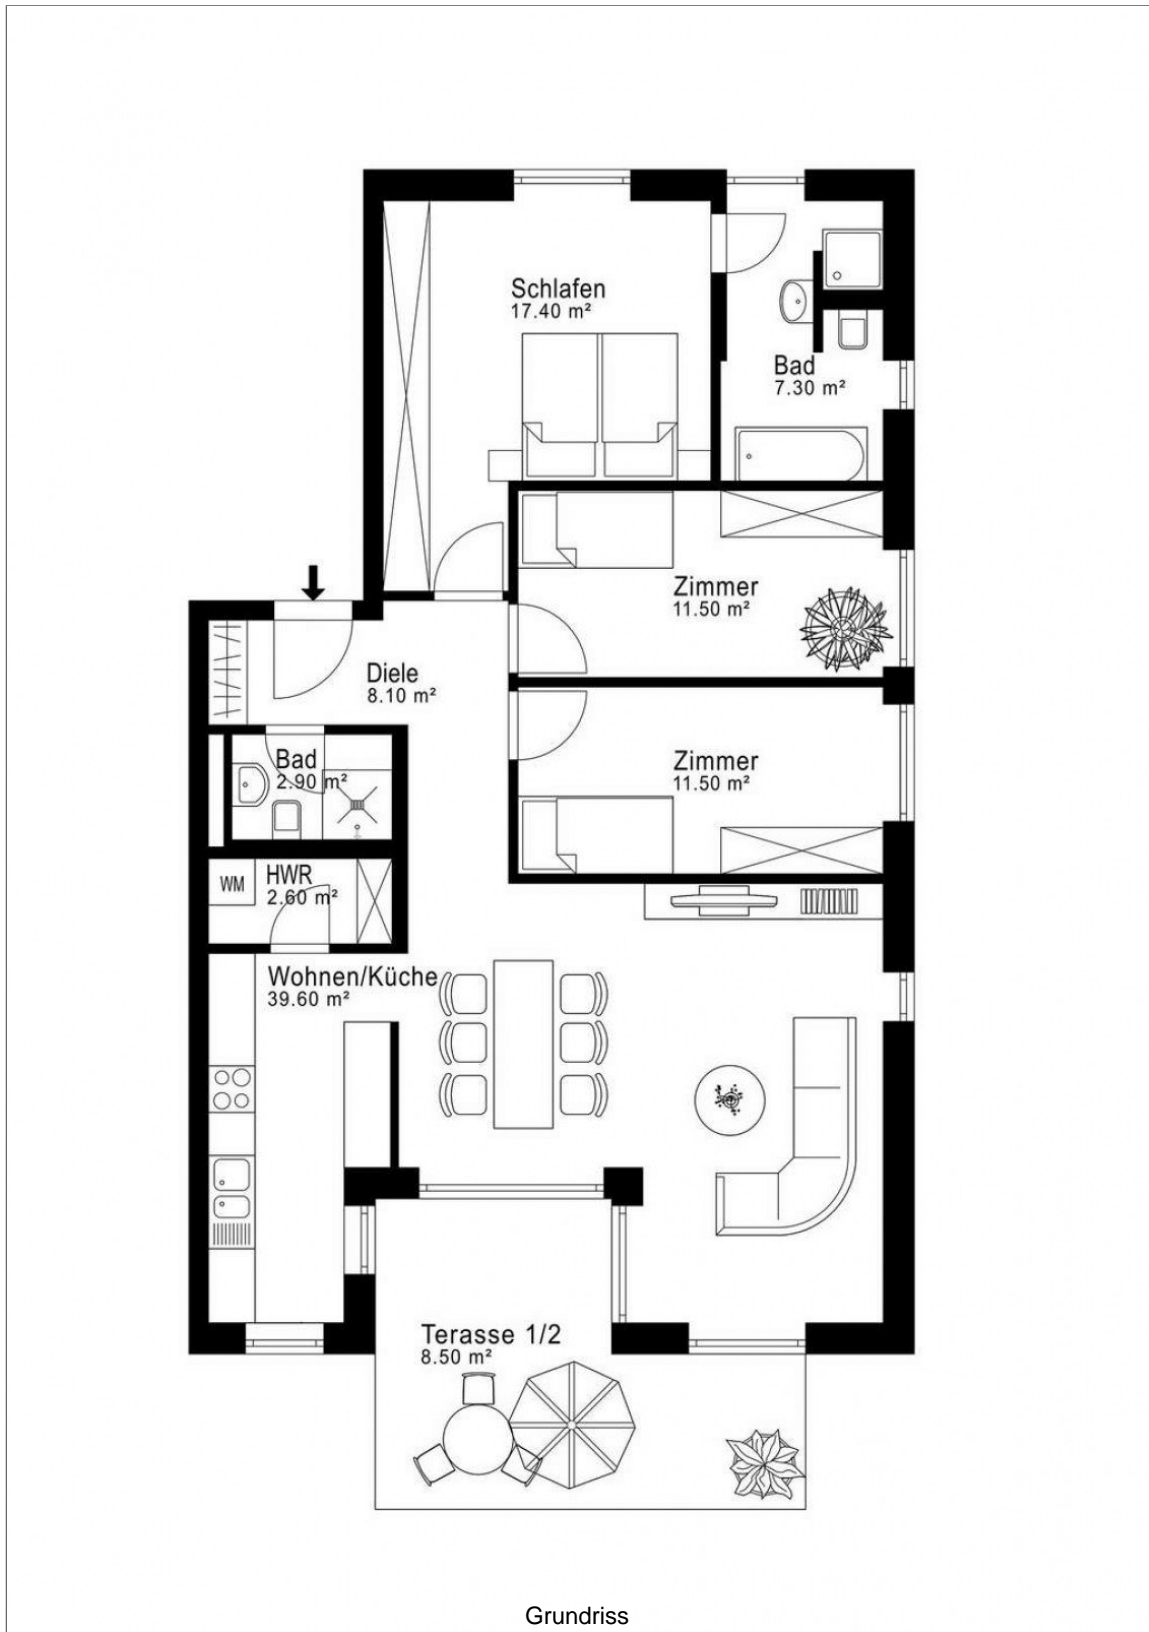 Schlafen
17.40 m²
Bad
7.30 m²
Zimmer
11.50 m²
Diele
8.10 m²
Zimmer
11.50 m²
Bad
2.90 m²
WM
HWR
2.60 m²
Wohnen/Küche
39.60 m²
Terasse 1/2
8.50 m²
Grundriss